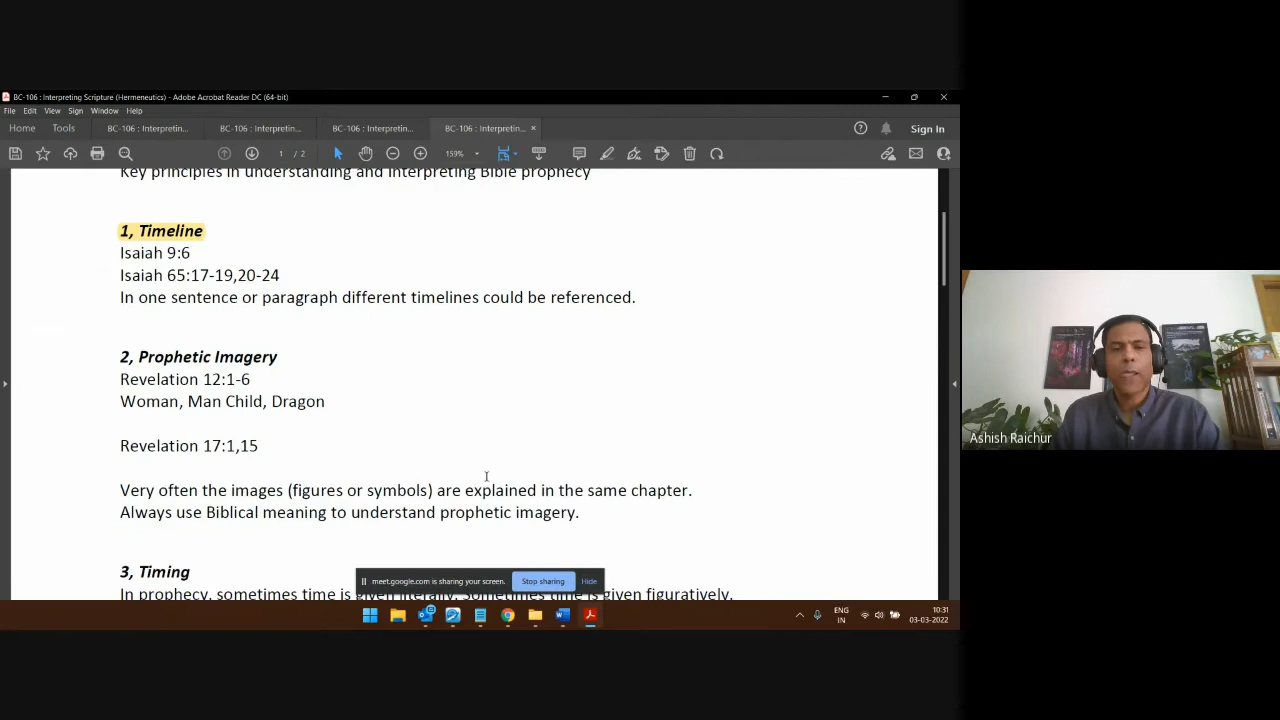 BC-106 : Interpreting Scripture (Hermeneutics) - Adobe Acrobat Reader DC (64-bit)
File Edit View Sign Window Help
Home Tools BC-106 : Interpretin... BC-106 : Interpretin... BC-106 : Interpretin... BC-106 : Interpretin... × Sign In
1 / 2 159%
Key principles in understanding and interpreting Bible prophecy
1, Timeline
Isaiah 9:6
Isaiah 65:17-19,20-24
In one sentence or paragraph different timelines could be referenced.
2, Prophetic Imagery
Revelation 12:1-6
Woman, Man Child, Dragon
Revelation 17:1,15
Very often the images (figures or symbols) are explained in the same chapter.
Always use Biblical meaning to understand prophetic imagery.
3, Timing
In prophecy, sometimes time is given literally. Sometimes time is given figuratively.
meet.google.com is sharing your screen. Stop sharing Hide
Ashish Raichur
ENG
IN
10:31
03-03-2022